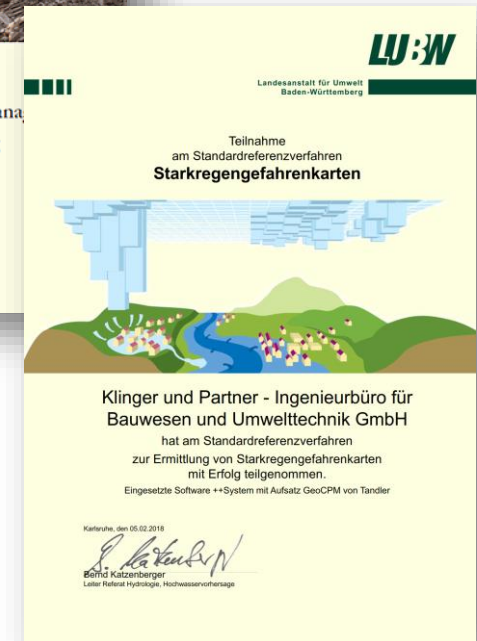 LUBW
Landesanstalt für Umwelt
Baden-Württemberg
Teilnahme
am Standardreferenzverfahren
Starkregengefahrenkarten
Klinger und Partner - Ingenieurbüro für
Bauwesen und Umwelttechnik GmbH
hat am Standardreferenzverfahren
zur Ermittlung von Starkregengefahrenkarten
mit Erfolg teilgenommen.
Eingesetzte Software ++System mit Aufsatz GeoCPM von Tandler
Karlsruhe, den 05.02.2018
Bernd Katzenberger
Leiter Referat Hydrologie, Hochwasservorhersage